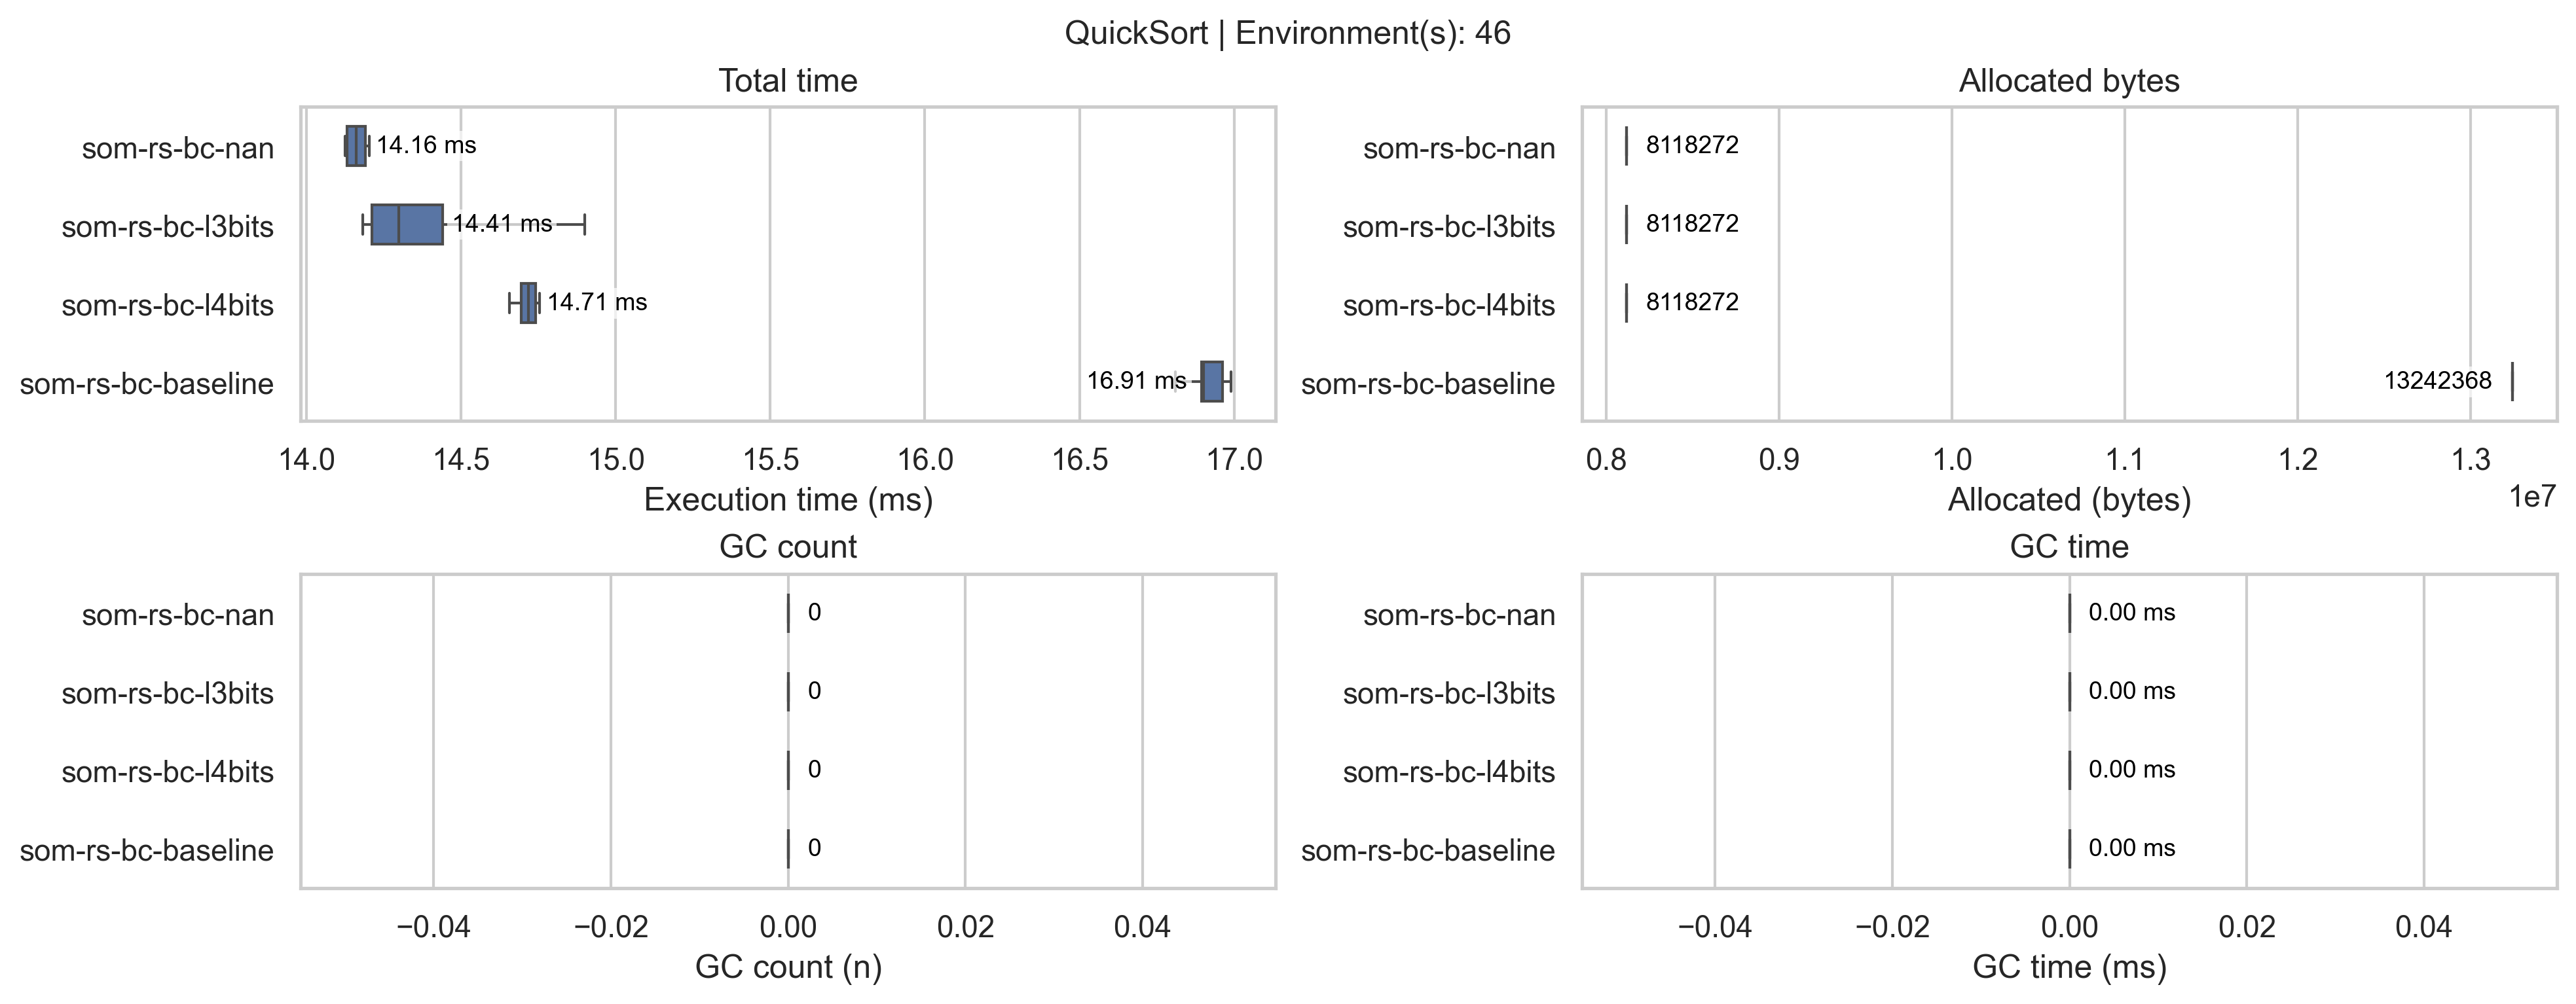 QuickSort | Environment(s): 46
Total time
som-rs-bc-nan
14.16 ms
som-rs-bc-l3bits
14.41 ms
som-rs-bc-l4bits
14.71 ms
som-rs-bc-baseline
16.91 ms
14.0 14.5 15.0 15.5 16.0 16.5 17.0
Execution time (ms)
Allocated bytes
som-rs-bc-nan
8118272
som-rs-bc-l3bits
8118272
som-rs-bc-l4bits
8118272
som-rs-bc-baseline
13242368
0.8 0.9 1.0 1.1 1.2 1.3
1e7
Allocated (bytes)
GC count
som-rs-bc-nan
0
som-rs-bc-l3bits
0
som-rs-bc-l4bits
0
som-rs-bc-baseline
0
−0.04 −0.02 0.00 0.02 0.04
GC count (n)
GC time
som-rs-bc-nan
0.00 ms
som-rs-bc-l3bits
0.00 ms
som-rs-bc-l4bits
0.00 ms
som-rs-bc-baseline
0.00 ms
−0.04 −0.02 0.00 0.02 0.04
GC time (ms)